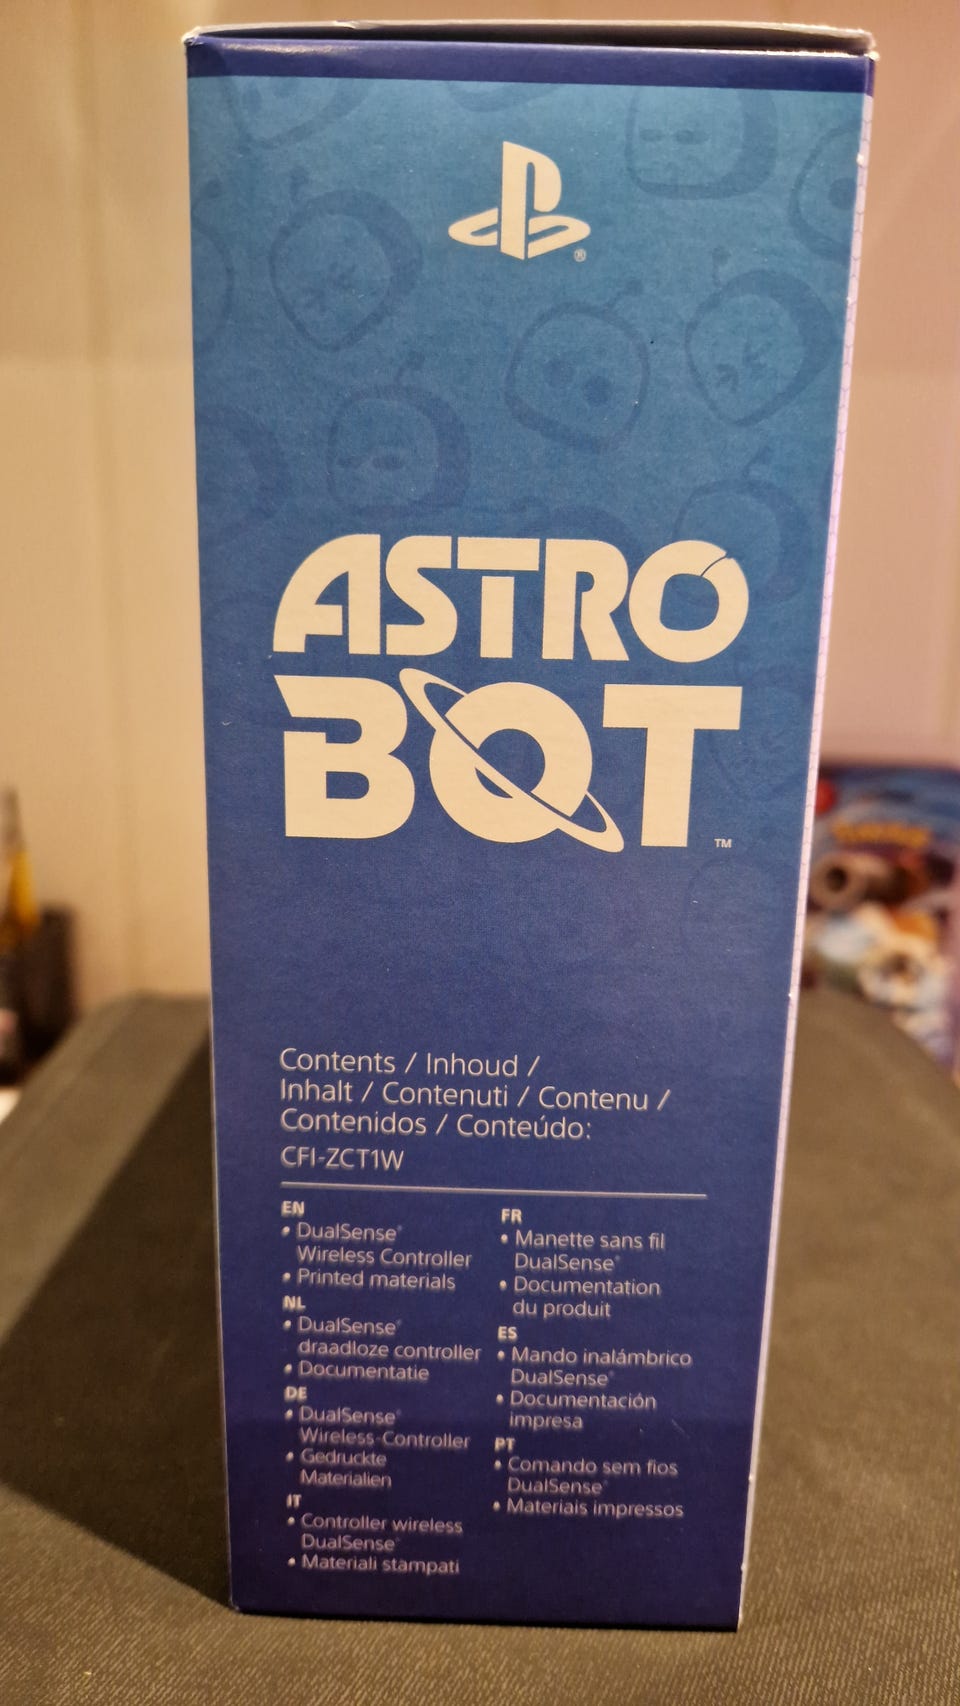 ASTRO
BOT
TM
Contents / Inhoud /
Inhalt / Contenuti / Contenu /
Contenidos / Conteúdo:
CFI-ZCT1W
EN
• DualSense®
Wireless Controller
• Printed materials
NL
• DualSense®
draadloze controller
• Documentatie
DE
• DualSense®
Wireless-Controller
• Gedruckte
Materialien
IT
• Controller wireless
DualSense®
• Materiali stampati
FR
• Manette sans fil
DualSense®
• Documentation
du produit
ES
• Mando inalámbrico
DualSense®
• Documentación
impresa
PT
• Comando sem fios
DualSense®
• Materiais impressos